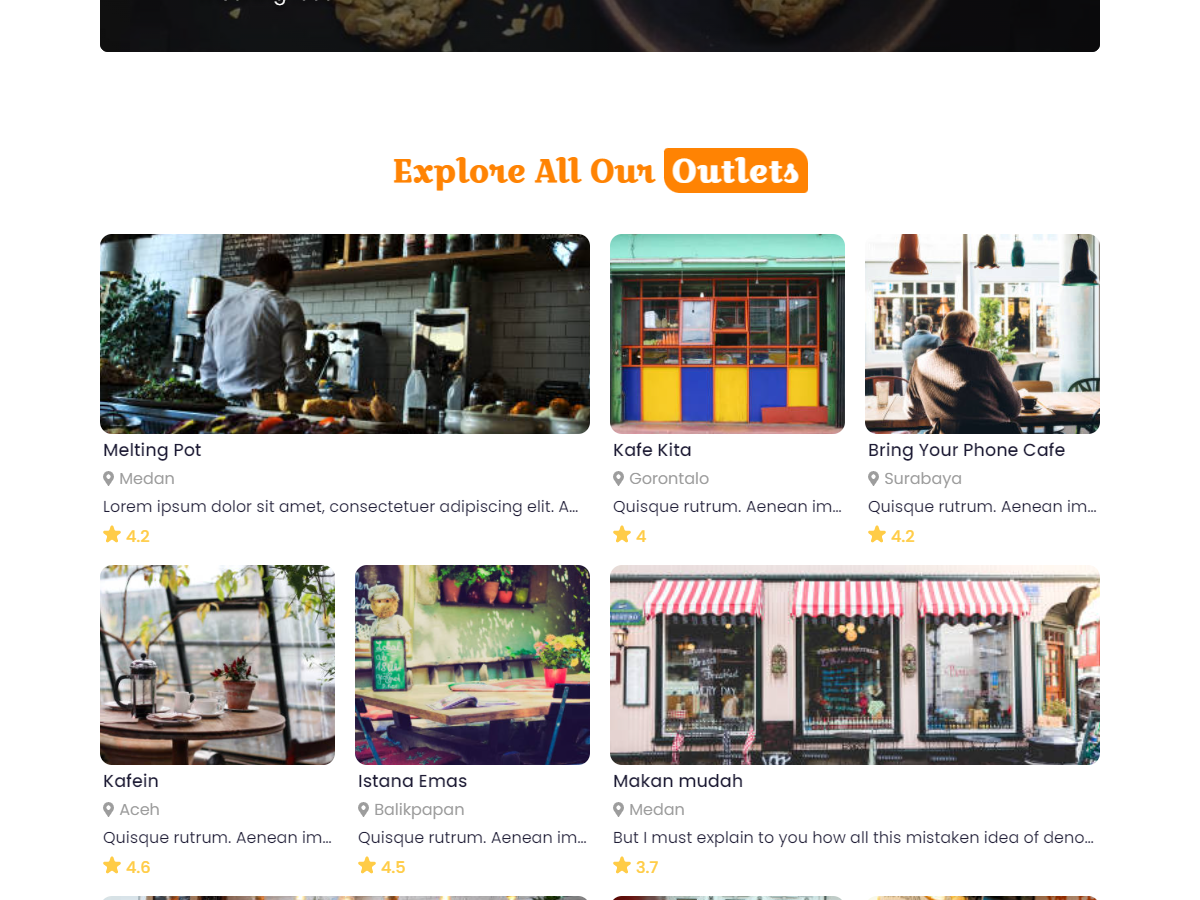 Explore All Our Outlets
Melting Pot
Medan
Lorem ipsum dolor sit amet, consectetuer adipiscing elit. A...
4.2
Kafe Kita
Gorontalo
Quisque rutrum. Aenean im...
4
Bring Your Phone Cafe
Surabaya
Quisque rutrum. Aenean im...
4.2
BISTRO
Kafein
Aceh
Quisque rutrum. Aenean im...
4.6
Istana Emas
Balikpapan
Quisque rutrum. Aenean im...
4.5
Makan mudah
Medan
But I must explain to you how all this mistaken idea of deno...
3.7